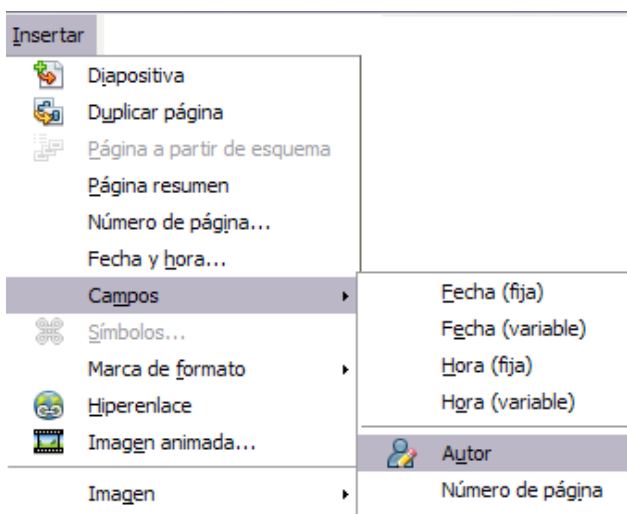 Insertar
Diapositiva
Duplicar página
Página a partir de esquema
Página resumen
Número de página...
Fecha y hora...
Campos
Símbolos...
Marca de formato
Hiperenlace
Imagen animada...
Imagen
Fecha (fija)
Fecha (variable)
Hora (fija)
Hora (variable)
Autor
Número de página